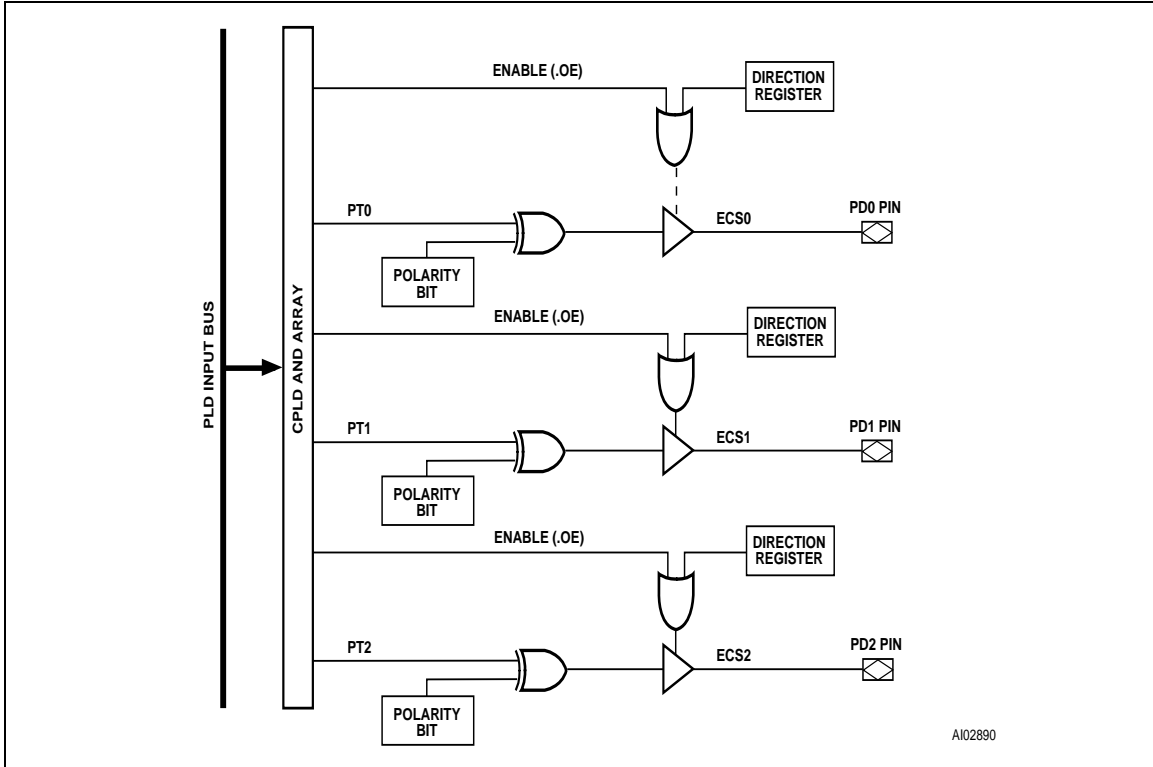 ENABLE (.OE)
DIRECTION
REGISTER
PT0
ECS0
PD0 PIN
POLARITY
BIT
ENABLE (.OE)
DIRECTION
REGISTER
PLD INPUT BUS
CPLD AND ARRAY
PT1
ECS1
PD1 PIN
POLARITY
BIT
ENABLE (.OE)
DIRECTION
REGISTER
PT2
ECS2
PD2 PIN
POLARITY
BIT
AI02890